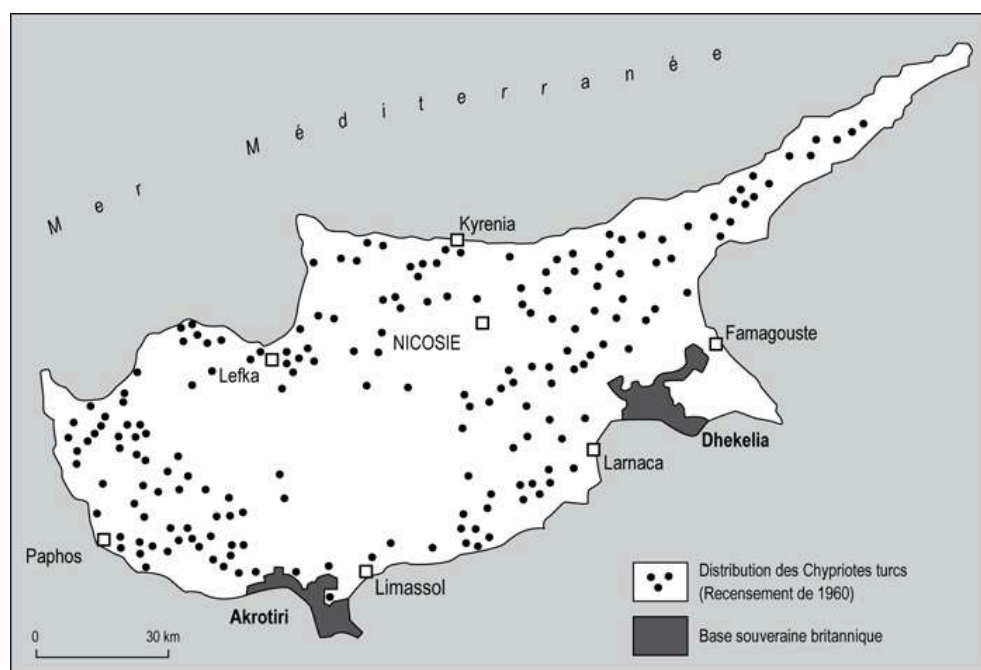 Mer Méditerranée
Kyrenia
NICOSIE
Famagouste
Lefka
Dhekelia
Larnaca
Paphos
Limassol
Akrotiri
Distribution des Chypriotes turcs
(Recensement de 1960)
Base souveraine britannique
0 30 km